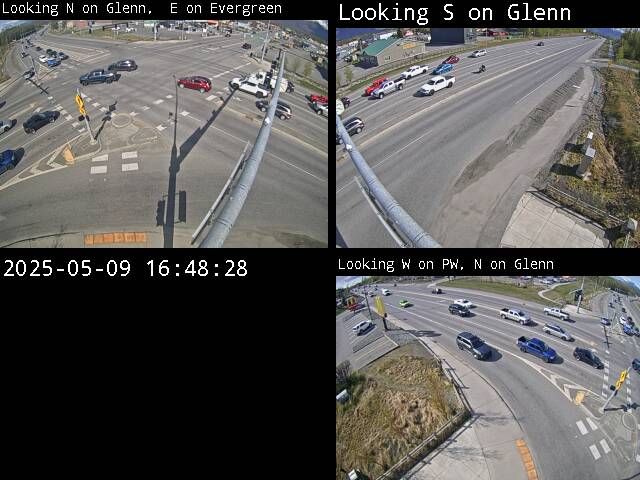 Looking N on Glenn,  E on Evergreen
Looking S on Glenn
2025-05-09 16:48:28
Looking W on PW, N on Glenn